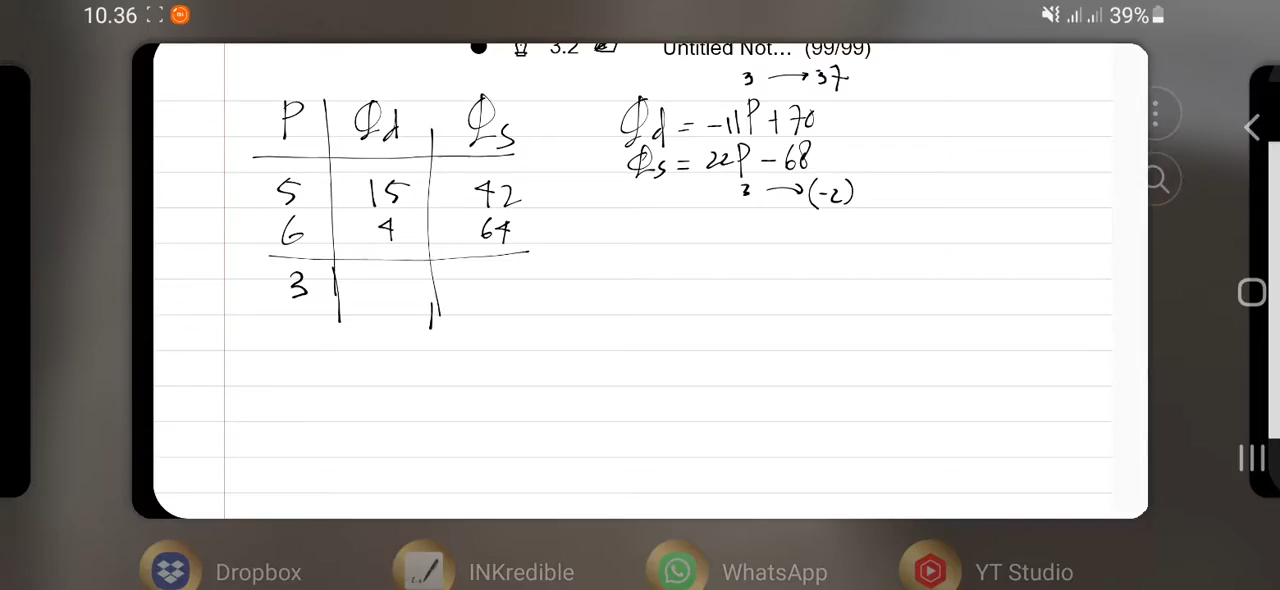 10.36 39%
3.2 Untitled Not... (99/99)
3 → 37
P Qd Qs
Qd = -11P + 70
Qs = 22P - 68
3 → (-2)
5 15 42
6 4 64
3
Dropbox INKredible WhatsApp YT Studio